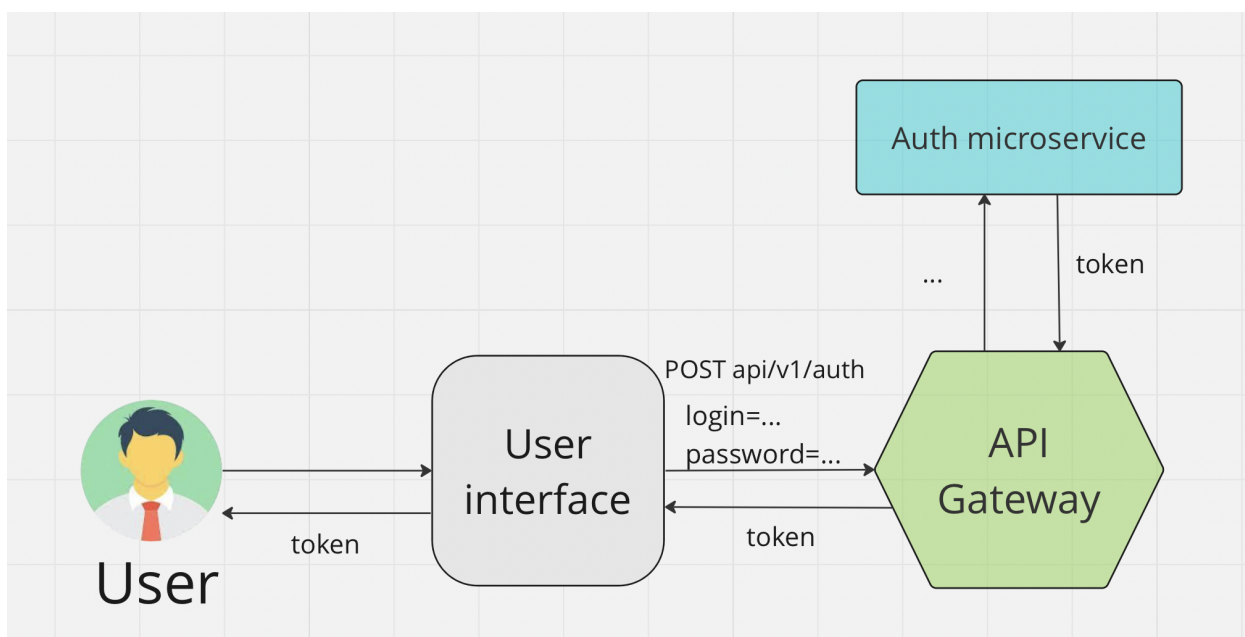 Auth microservice
...
token
POST api/v1/auth
login=...
password=...
User
interface
API
Gateway
token
token
User